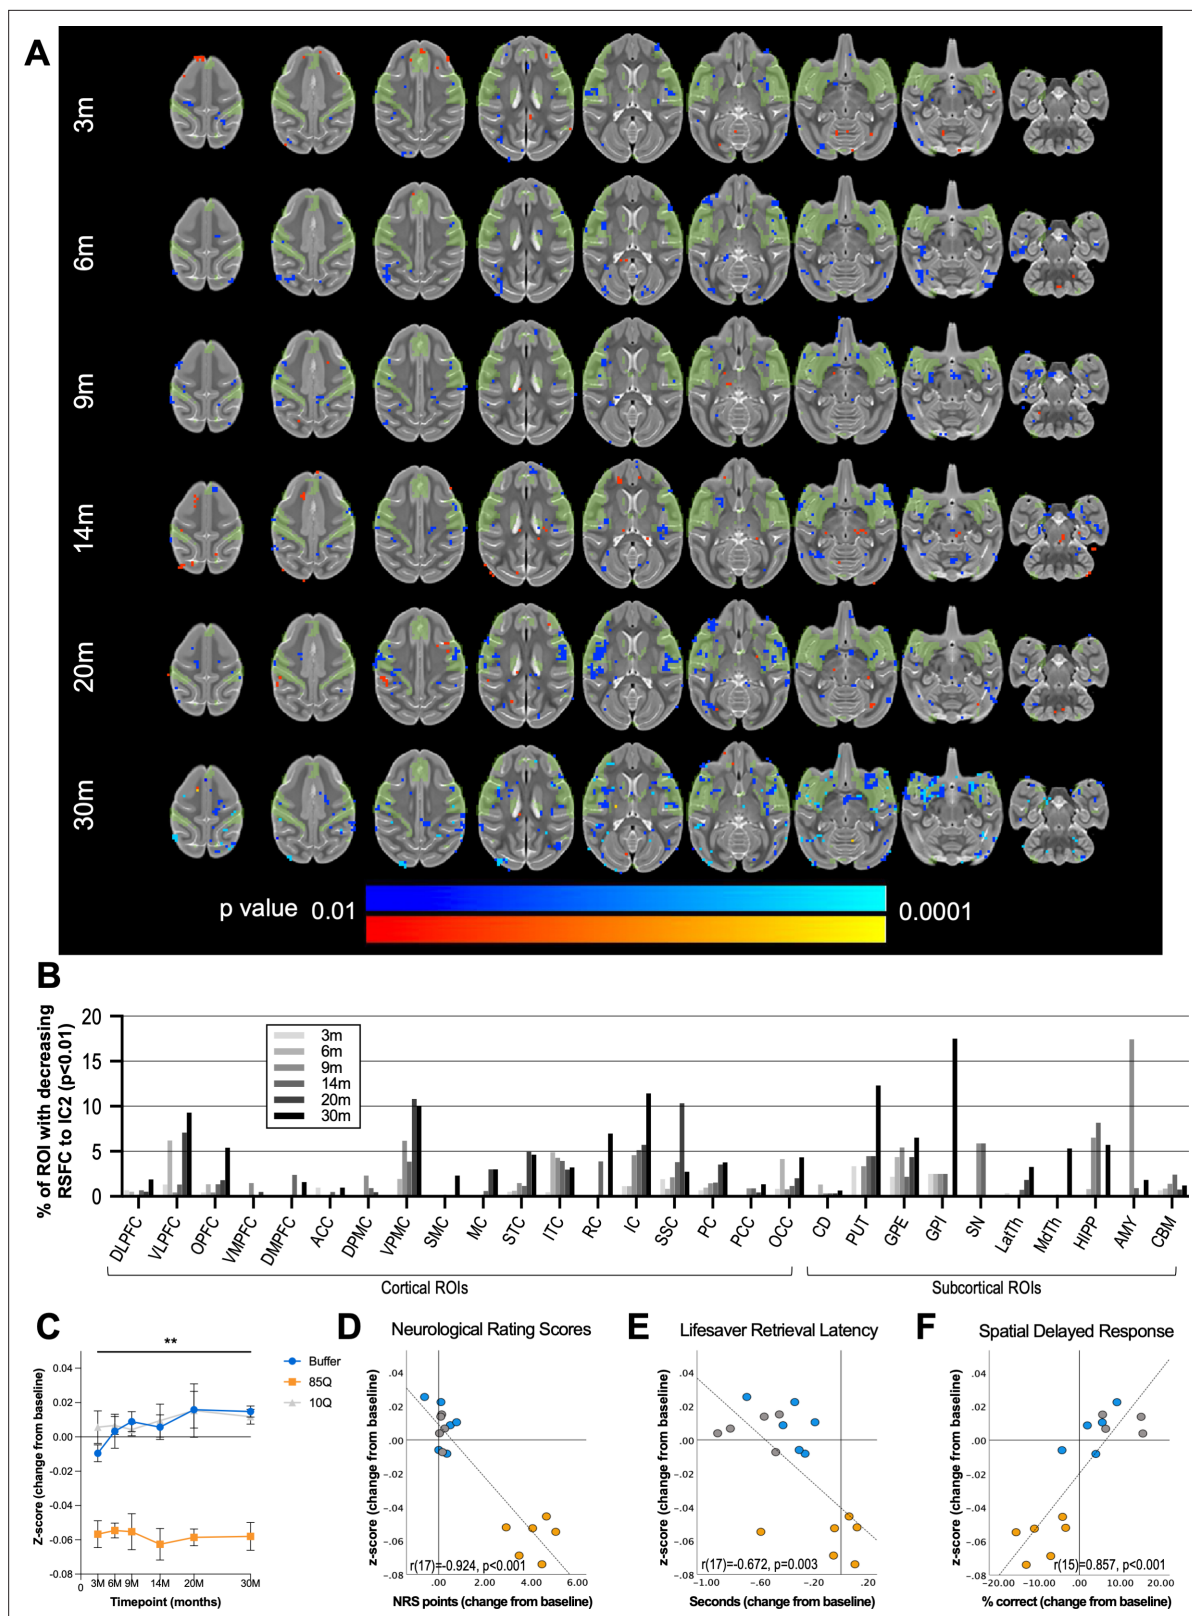 A
3m
6m
9m
14m
20m
30m
p value 0.01 0.0001
B
% of ROI with decreasing
RSFC to IC2 (p<0.01)
20
15
10
5
0
3m
6m
9m
14m
20m
30m
DLPFC VLPFC OPFC VMPFC DMPFC ACC DPMC VPMC SMC MC STC ITC RC IC SSC PC PCC OCC CD PUT GPE GPI SN LatTh MdTh HIPP AMY CBM
Cortical ROIs Subcortical ROIs
C
**
Z-score (change from baseline)
0.04
0.02
0.00
-0.02
-0.04
-0.06
-0.08
0 3M 6M 9M 14M 20M 30M
Timepoint (months)
Buffer
85Q
10Q
D Neurological Rating Scores
z-score (change from baseline)
.04
.02
.00
-.02
-.04
-.06
-.08
r(17)=-0.924, p<0.001
.00 2.00 4.00 6.00
NRS points (change from baseline)
E Lifesaver Retrieval Latency
z-score (change from baseline)
.04
.02
.00
-.02
-.04
-.06
-.08
r(17)=-0.672, p=0.003
-1.00 -.60 -.20 .20
Seconds (change from baseline)
F Spatial Delayed Response
z-score (change from baseline)
.04
.02
.00
-.02
-.04
-.06
-.08
r(15)=0.857, p<0.001
-20.00 -10.00 .00 10.00 20.00
% correct (change from baseline)